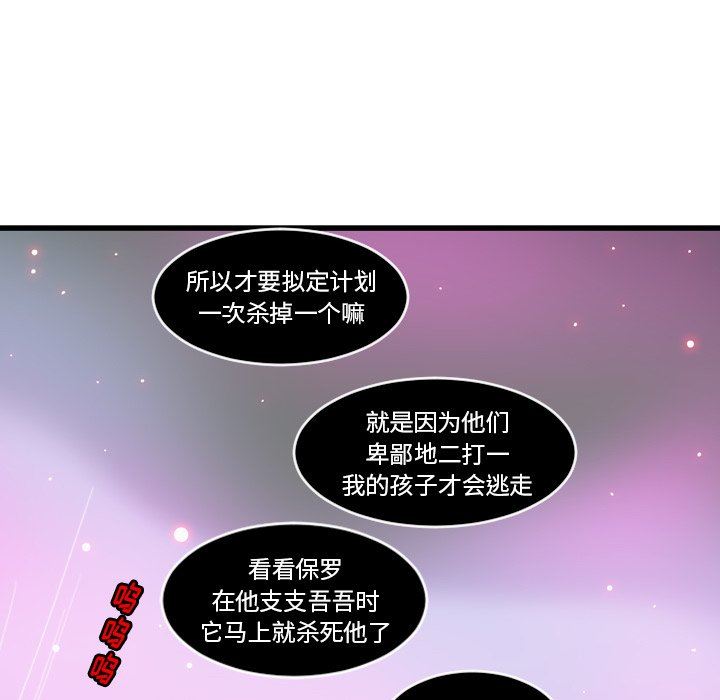 所以才要拟定计划
一次杀掉一个嘛
就是因为他们
卑鄙地二打一
我的孩子才会逃走
看看保罗
在他支支吾吾时
它马上就杀死他了
呜
呜
呜